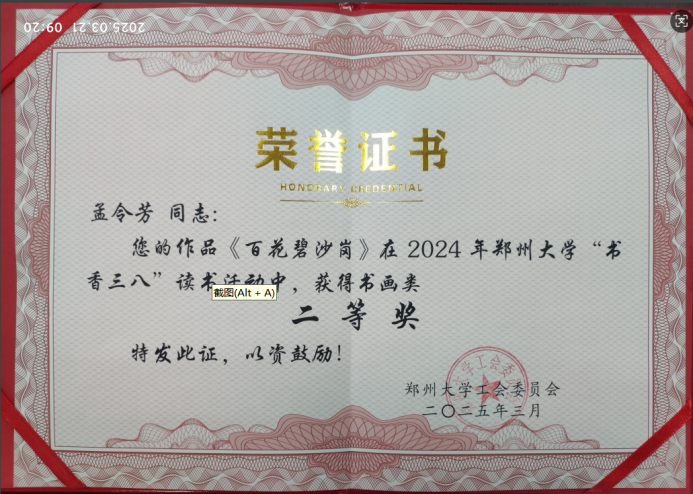 2025.03.21 09:20
荣誉证书
HONORARY CREDENTIAL
孟令芳 同志：
您的作品《百花碧沙岗》在2024年郑州大学“书
香三八”读书活动中，获得书画类
截图(Alt + A)
二等奖
特发此证，以资鼓励！
学工会委
郑州大学工会委员会
二〇二五年三月